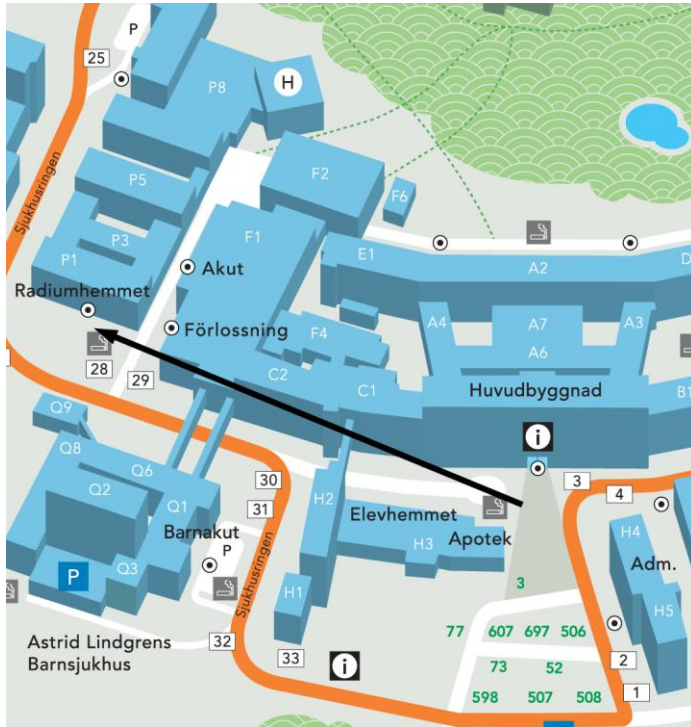 P
25
P8
H
Sjukhusringen
P5
F2
F6
P3
F1
E1
P1
Akut
A2
D
Radiumhemmet
A4
A7
A3
Förlossning
F4
A6
28
29
C2
C1
Huvudbyggnad
B1
Q9
i
Q8
Q6
30
3
4
Q2
Q1
31
H2
Elevhemmet
Barnakut
P
H3
Apotek
H4
P
Q3
Sjukhusringen
Adm.
H1
3
H5
Astrid Lindgrens
Barnsjukhus
32
77
607
697
506
33
i
73
52
2
598
507
508
1